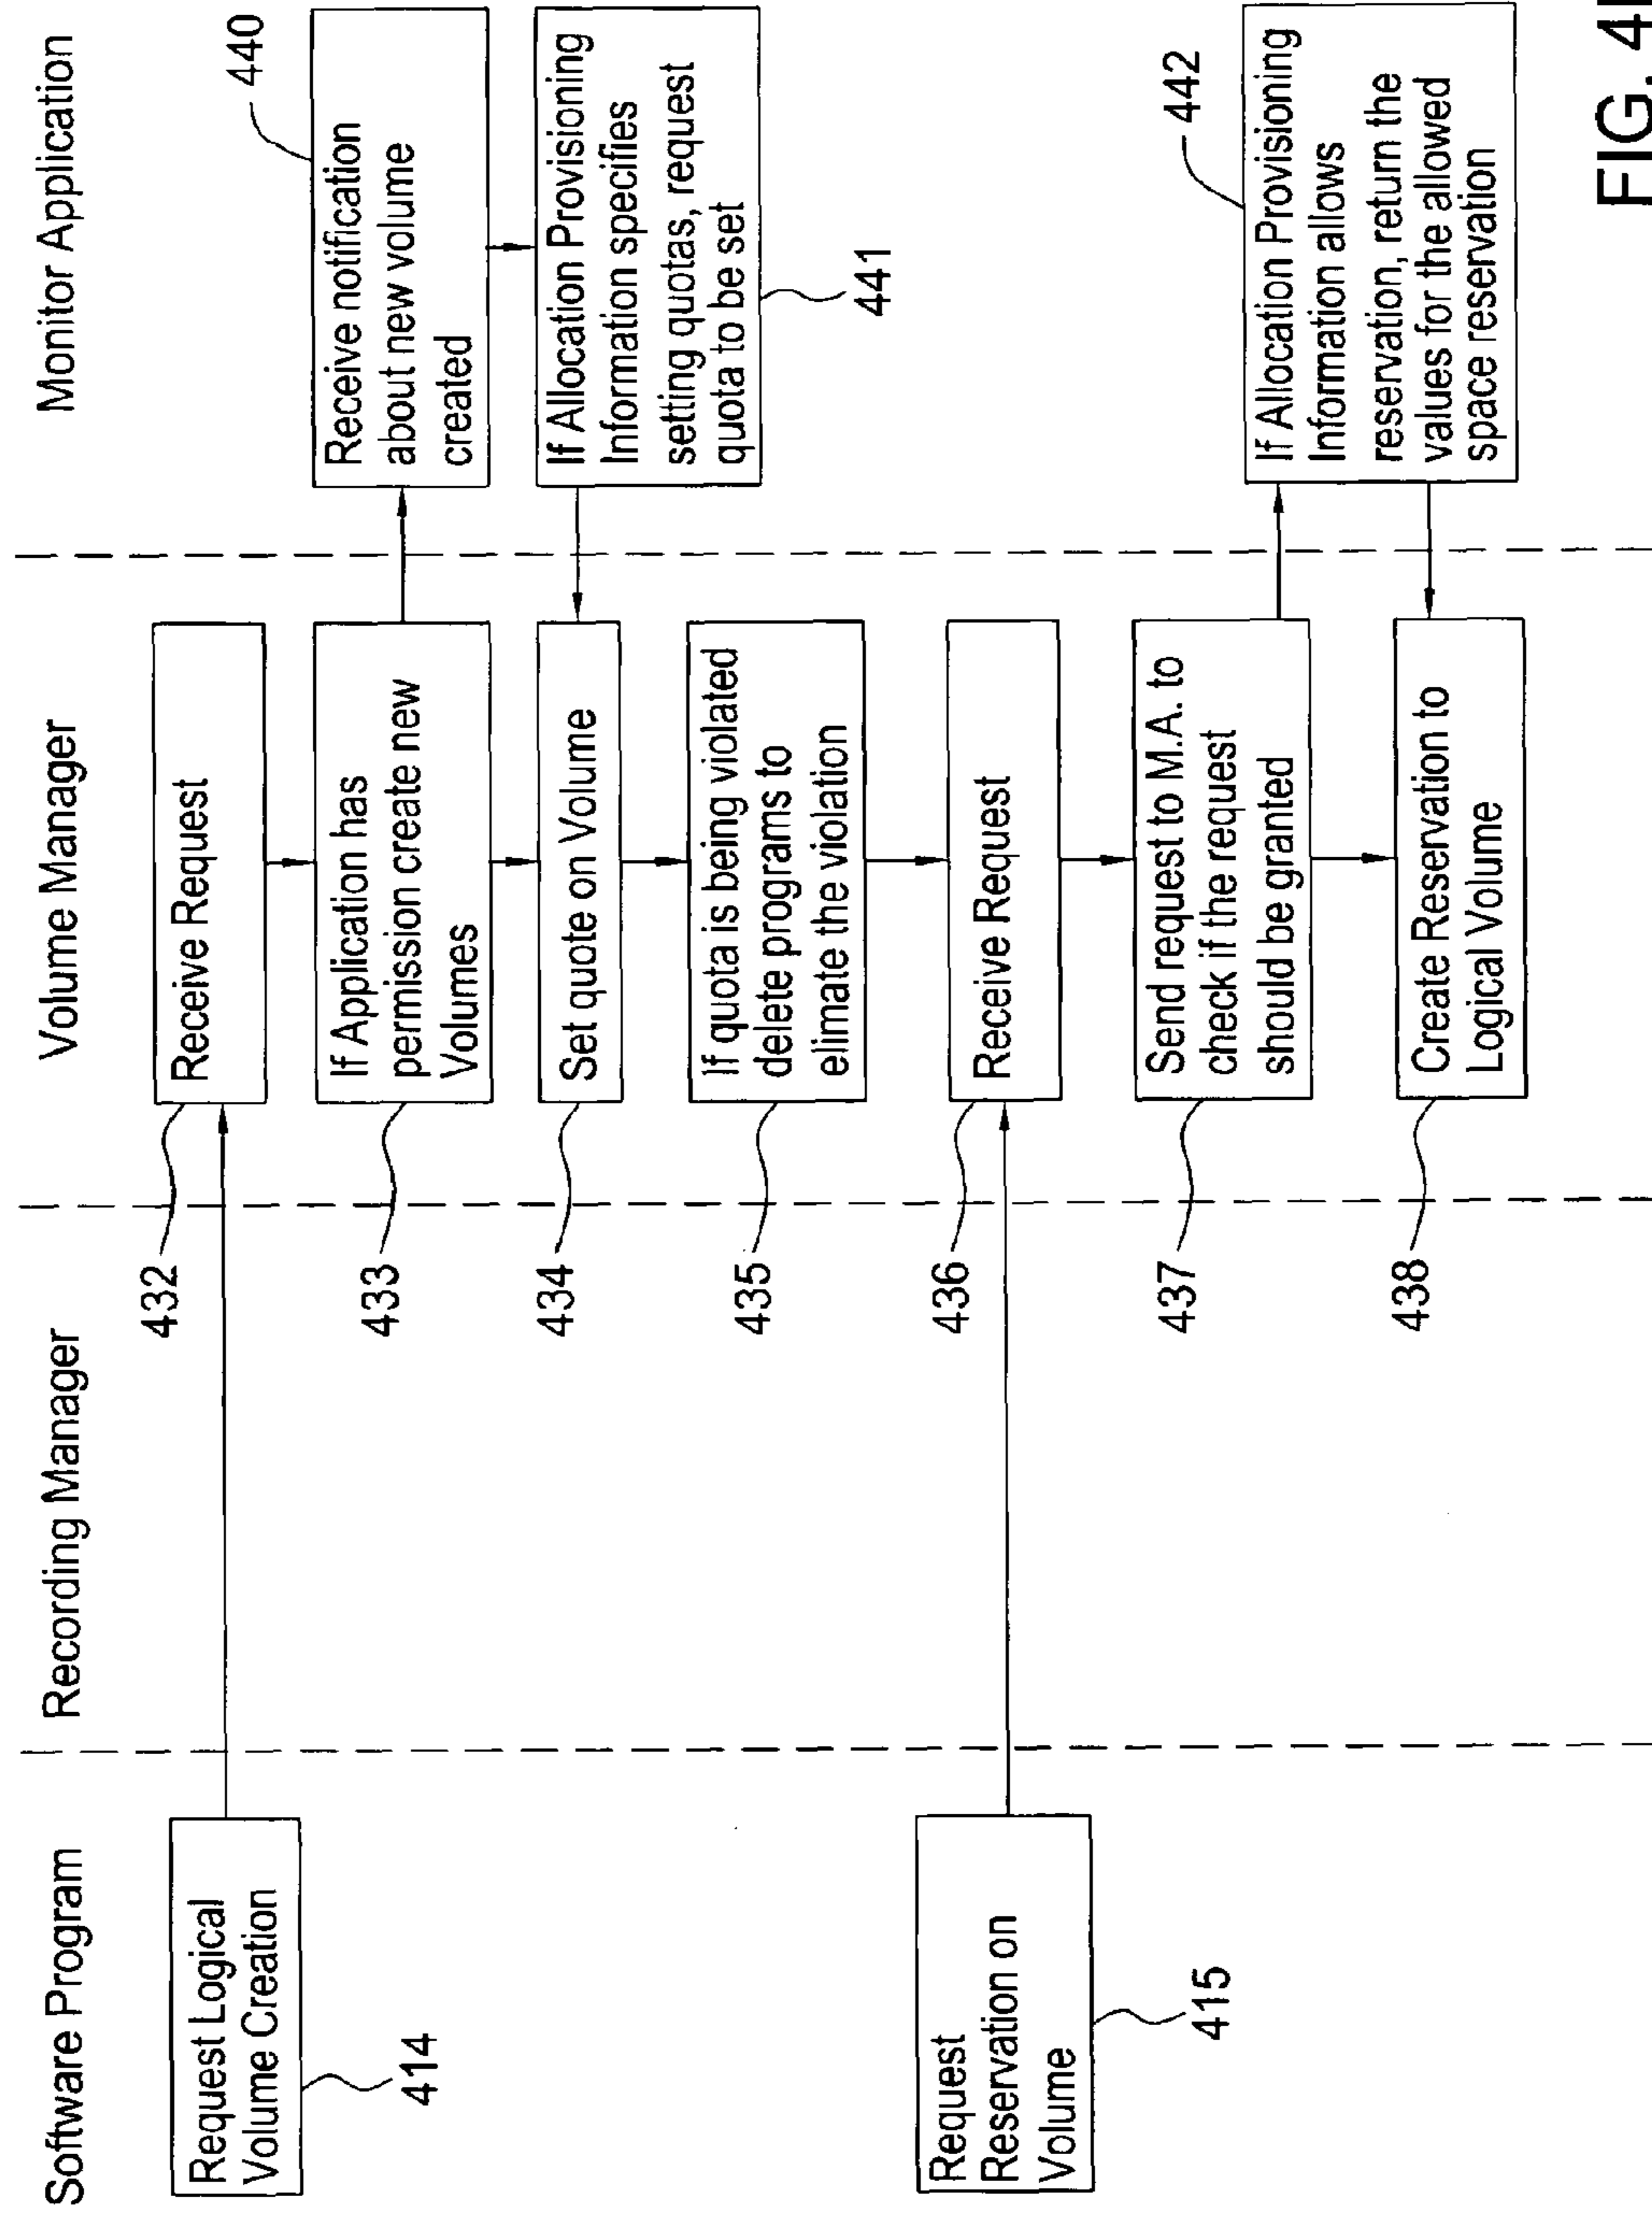 Software Program
Recording Manager
Volume Manager
Monitor Application
Request Logical
Volume Creation
414
432
Receive Request
433
If Application has
permission create new
Volumes
440
Receive notification
about new volume
created
434
Set quote on Volume
If Allocation Provisioning
Information specifies
setting quotas, request
quota to be set
441
435
If quota is being violated
delete programs to
elimate the violation
Request
Reservation on
Volume
415
436
Receive Request
437
Send request to M.A. to
check if the request
should be granted
442
If Allocation Provisioning
Information allows
reservation, return the
values for the allowed
space reservation
438
Create Reservation to
Logical Volume